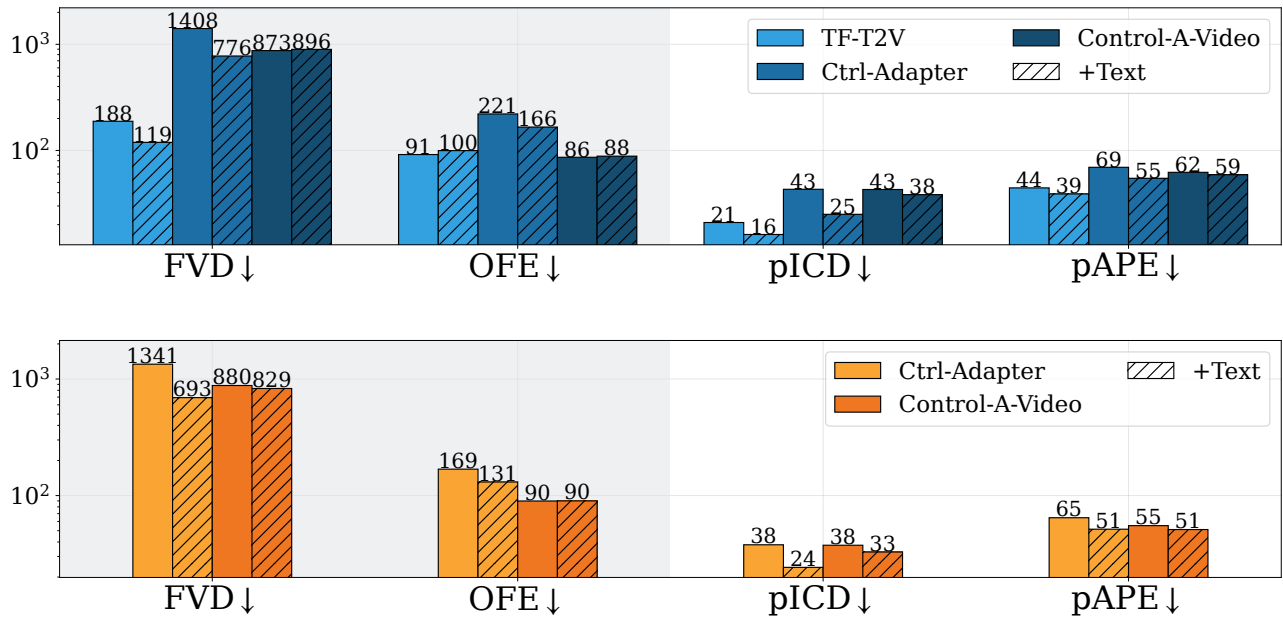 TF-T2V
Control-A-Video
Ctrl-Adapter
+Text
10³
10²
188
119
1408
776
873
896
91
100
221
166
86
88
21
16
43
25
43
38
44
39
69
55
62
59
FVD↓
OFE↓
pICD↓
pAPE↓
Ctrl-Adapter
+Text
Control-A-Video
10³
10²
1341
693
880
829
169
131
90
90
38
24
38
33
65
51
55
51
FVD↓
OFE↓
pICD↓
pAPE↓